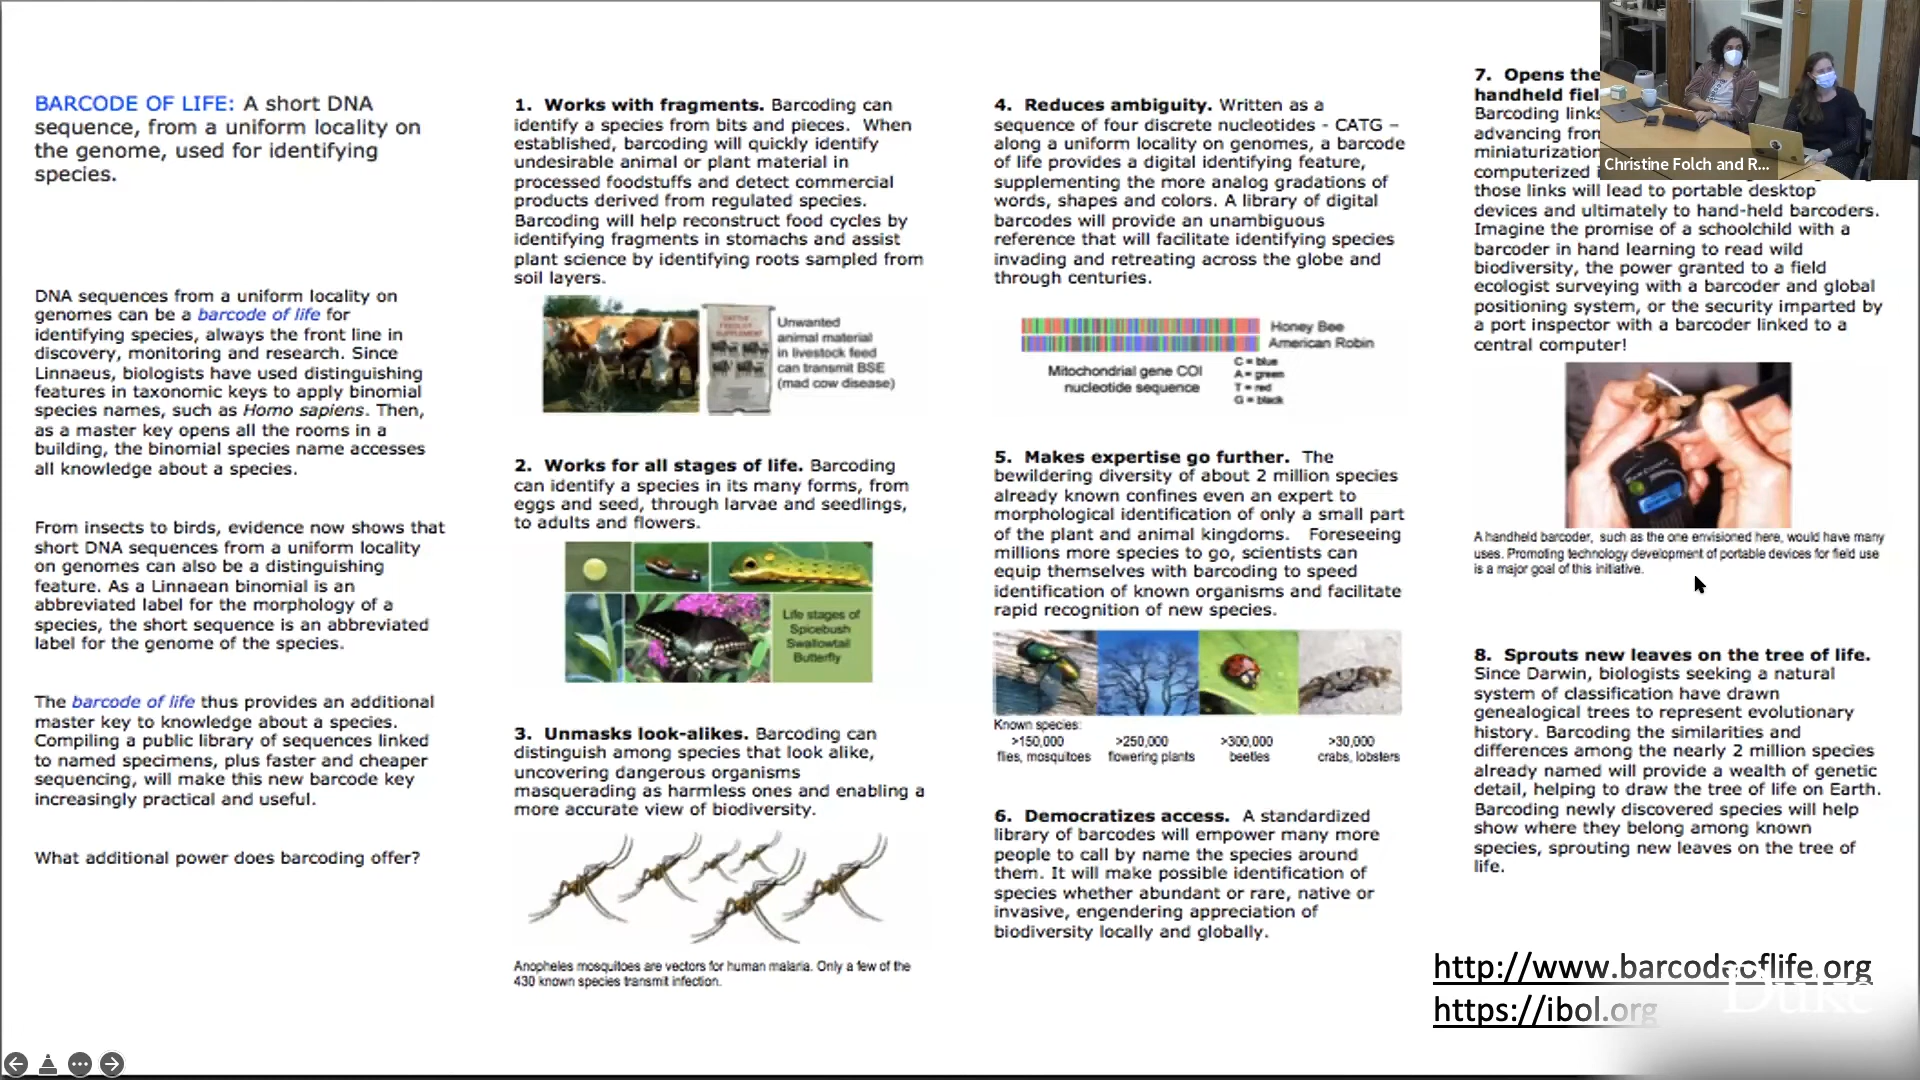 BARCODE OF LIFE: A short DNA
sequence, from a uniform locality on
the genome, used for identifying
species.
DNA sequences from a uniform locality on
genomes can be a barcode of life for
identifying species, always the front line in
discovery, monitoring and research. Since
Linnaeus, biologists have used distinguishing
features in taxonomic keys to apply binomial
species names, such as Homo sapiens. Then,
as a master key opens all the rooms in a
building, the binomial species name accesses
all knowledge about a species.
From insects to birds, evidence now shows that
short DNA sequences from a uniform locality
on genomes can also be a distinguishing
feature. As a Linnaean binomial is an
abbreviated label for the morphology of a
species, the short sequence is an abbreviated
label for the genome of the species.
The barcode of life thus provides an additional
master key to knowledge about a species.
Compiling a public library of sequences linked
to named specimens, plus faster and cheaper
sequencing, will make this new barcode key
increasingly practical and useful.
What additional power does barcoding offer?
1. Works with fragments. Barcoding can
identify a species from bits and pieces. When
established, barcoding will quickly identify
undesirable animal or plant material in
processed foodstuffs and detect commercial
products derived from regulated species.
Barcoding will help reconstruct food cycles by
identifying fragments in stomachs and assist
plant science by identifying roots sampled from
soil layers.
Unwanted
animal material
in livestock feed
can transmit BSE
(mad cow disease)
2. Works for all stages of life. Barcoding
can identify a species in its many forms, from
eggs and seed, through larvae and seedlings,
to adults and flowers.
Life stages of
Spicebush
Swallowtail
Butterfly
3. Unmasks look-alikes. Barcoding can
distinguish among species that look alike,
uncovering dangerous organisms
masquerading as harmless ones and enabling a
more accurate view of biodiversity.
Anopheles mosquitoes are vectors for human malaria. Only a few of the
430 known species transmit infection.
4. Reduces ambiguity. Written as a
sequence of four discrete nucleotides - CATG –
along a uniform locality on genomes, a barcode
of life provides a digital identifying feature,
supplementing the more analog gradations of
words, shapes and colors. A library of digital
barcodes will provide an unambiguous
reference that will facilitate identifying species
invading and retreating across the globe and
through centuries.
Honey Bee
American Robin
Mitochondrial gene COI
nucleotide sequence
C = blue
A = green
T = red
G = black
5. Makes expertise go further. The
bewildering diversity of about 2 million species
already known confines even an expert to
morphological identification of only a small part
of the plant and animal kingdoms. Foreseeing
millions more species to go, scientists can
equip themselves with barcoding to speed
identification of known organisms and facilitate
rapid recognition of new species.
Known species:
>150,000 >250,000 >300,000 >30,000
flies, mosquitoes flowering plants beetles crabs, lobsters
6. Democratizes access. A standardized
library of barcodes will empower many more
people to call by name the species around
them. It will make possible identification of
species whether abundant or rare, native or
invasive, engendering appreciation of
biodiversity locally and globally.
7. Opens the
handheld fiel
Barcoding links
advancing from
miniaturization
computerized
those links will lead to portable desktop
devices and ultimately to hand-held barcoders.
Imagine the promise of a schoolchild with a
barcoder in hand learning to read wild
biodiversity, the power granted to a field
ecologist surveying with a barcoder and global
positioning system, or the security imparted by
a port inspector with a barcoder linked to a
central computer!
A handheld barcoder, such as the one envisioned here, would have many
uses. Promoting technology development of portable devices for field use
is a major goal of this initiative.
8. Sprouts new leaves on the tree of life.
Since Darwin, biologists seeking a natural
system of classification have drawn
genealogical trees to represent evolutionary
history. Barcoding the similarities and
differences among the nearly 2 million species
already named will provide a wealth of genetic
detail, helping to draw the tree of life on Earth.
Barcoding newly discovered species will help
show where they belong among known
species, sprouting new leaves on the tree of
life.
http://www.barcodeoflife.org
https://ibol.org
Duke
Christine Folch and R...